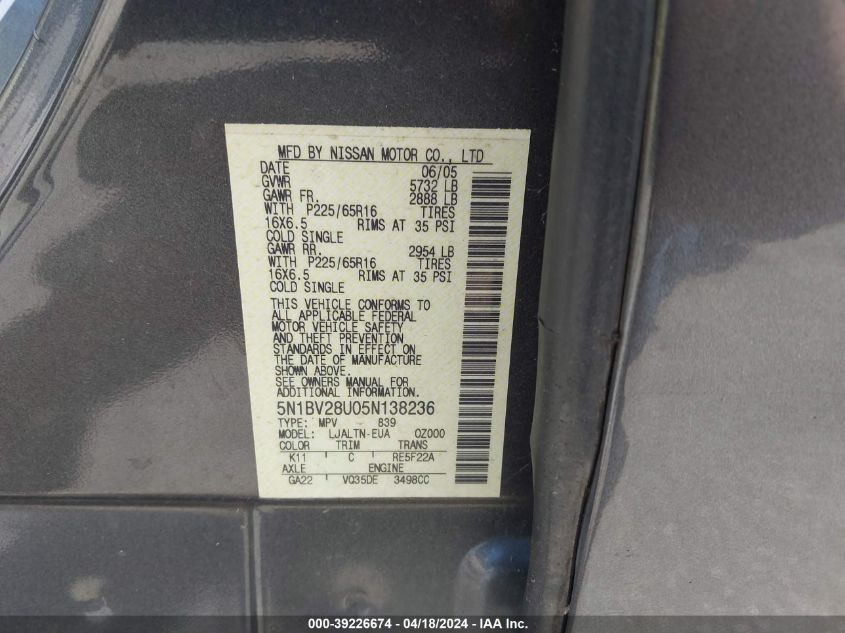 MFD BY NISSAN MOTOR CO., LTD
DATE 06/05
GVWR 5732 LB
GAWR FR. 2888 LB
WITH P225/65R16 TIRES
16X6.5 RIMS AT 35 PSI
COLD SINGLE
GAWR RR. 2954 LB
WITH P225/65R16 TIRES
16X6.5 RIMS AT 35 PSI
COLD SINGLE
THIS VEHICLE CONFORMS TO
ALL APPLICABLE FEDERAL
MOTOR VEHICLE SAFETY
AND THEFT PREVENTION
STANDARDS IN EFFECT ON
THE DATE OF MANUFACTURE
SHOWN ABOVE.
SEE OWNERS MANUAL FOR
ADDITIONAL INFORMATION
5N1BV28U05N138236
TYPE: MPV 839
MODEL: LJALTN-EUA 0Z000
COLOR TRIM TRANS
K11 C RE5F22A
AXLE ENGINE
GA22 VQ35DE 3498CC
000-39226674 - 04/18/2024 - IAA Inc.